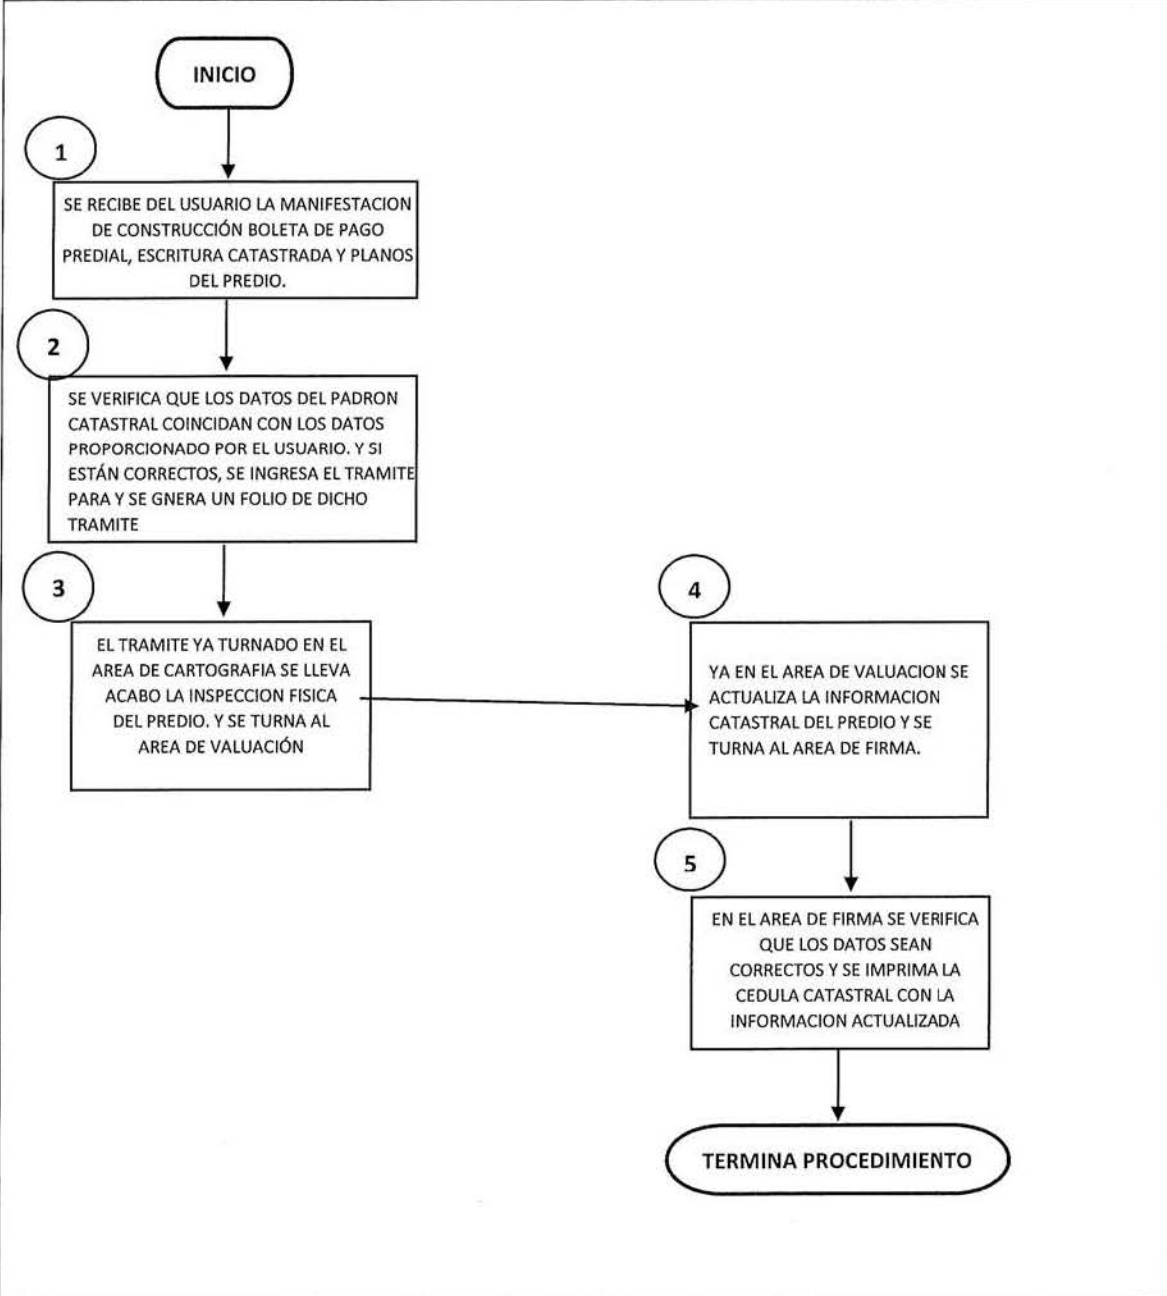 INICIO
1
SE RECIBE DEL USUARIO LA MANIFESTACION
DE CONSTRUCCIÓN BOLETA DE PAGO
PREDIAL, ESCRITURA CATASTRADA Y PLANOS
DEL PREDIO.
2
SE VERIFICA QUE LOS DATOS DEL PADRON
CATASTRAL COINCIDAN CON LOS DATOS
PROPORCIONADO POR EL USUARIO. Y SI
ESTÁN CORRECTOS, SE INGRESA EL TRAMITE
PARA Y SE GNERA UN FOLIO DE DICHO
TRAMITE
3
EL TRAMITE YA TURNADO EN EL
AREA DE CARTOGRAFIA SE LLEVA
ACABO LA INSPECCION FISICA
DEL PREDIO. Y SE TURNA AL
AREA DE VALUACIÓN
4
YA EN EL AREA DE VALUACION SE
ACTUALIZA LA INFORMACION
CATASTRAL DEL PREDIO Y SE
TURNA AL AREA DE FIRMA.
5
EN EL AREA DE FIRMA SE VERIFICA
QUE LOS DATOS SEAN
CORRECTOS Y SE IMPRIMA LA
CEDULA CATASTRAL CON LA
INFORMACION ACTUALIZADA
TERMINA PROCEDIMIENTO